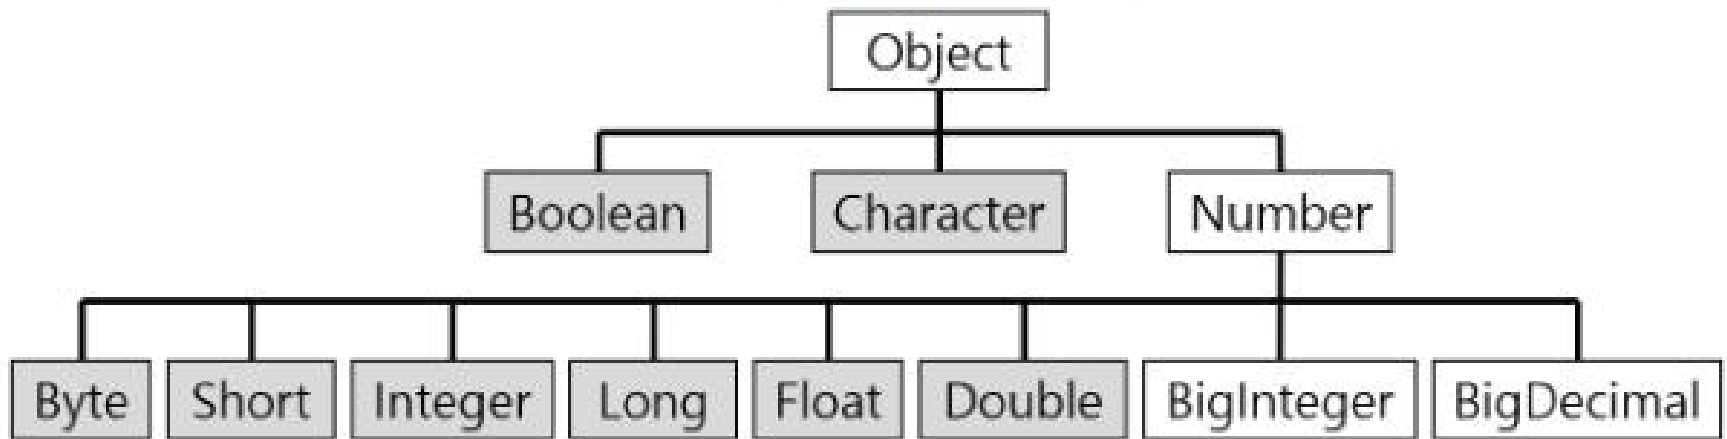 Object
Boolean Character Number
Byte Short Integer Long Float Double BigInteger BigDecimal